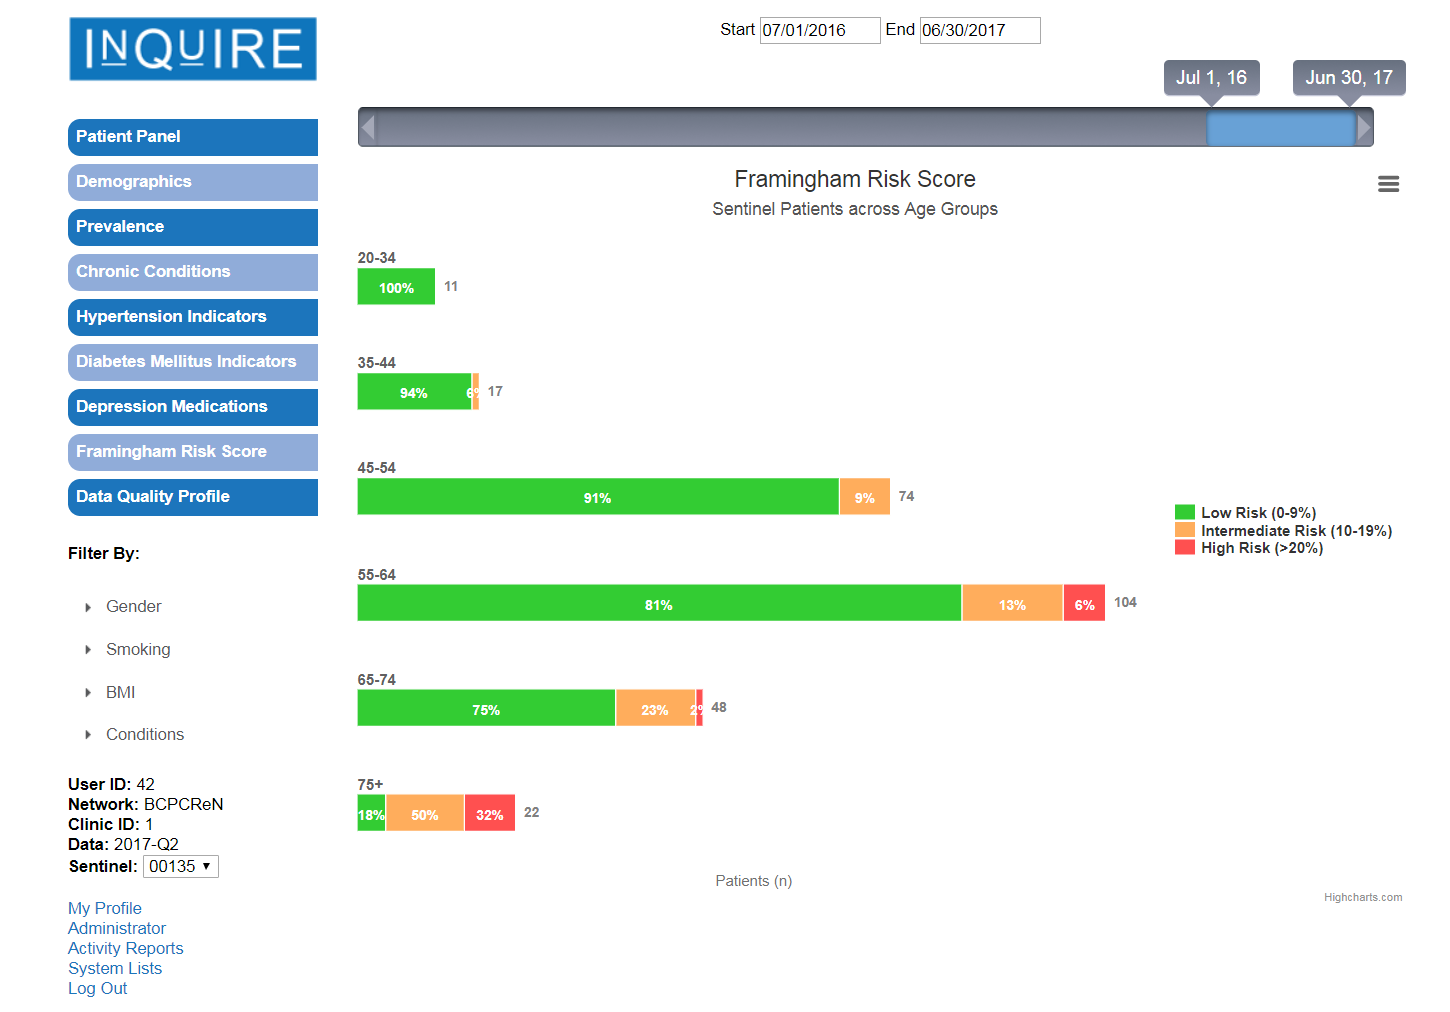 INQUIRE
Start 07/01/2016 End 06/30/2017
Jul 1, 16
Jun 30, 17
Patient Panel
Demographics
Prevalence
Chronic Conditions
Hypertension Indicators
Diabetes Mellitus Indicators
Depression Medications
Framingham Risk Score
Data Quality Profile
Filter By:
Gender
Smoking
BMI
Conditions
User ID: 42
Network: BCPCReN
Clinic ID: 1
Data: 2017-Q2
Sentinel: 00135
My Profile
Administrator
Activity Reports
System Lists
Log Out
Framingham Risk Score
Sentinel Patients across Age Groups
20-34
100% 11
35-44
94% 6% 17
45-54
91% 9% 74
55-64
81% 13% 6% 104
65-74
75% 23% 2% 48
75+
18% 50% 32% 22
Patients (n)
Low Risk (0-9%)
Intermediate Risk (10-19%)
High Risk (>20%)
Highcharts.com